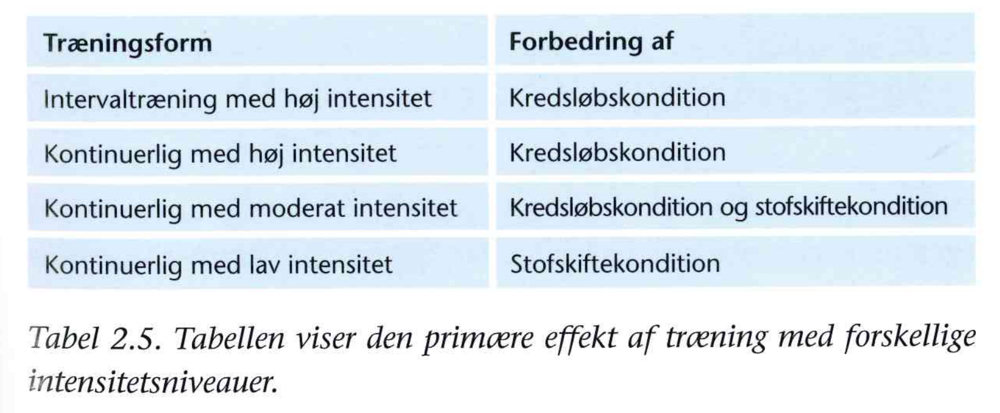 Træningsform Forbedring af
Intervaltræning med høj intensitet Kredsløbskondition
Kontinuerlig med høj intensitet Kredsløbskondition
Kontinuerlig med moderat intensitet Kredsløbskondition og stofskiftekondition
Kontinuerlig med lav intensitet Stofskiftekondition
Tabel 2.5. Tabellen viser den primære effekt af træning med forskellige
intensitetsniveauer.